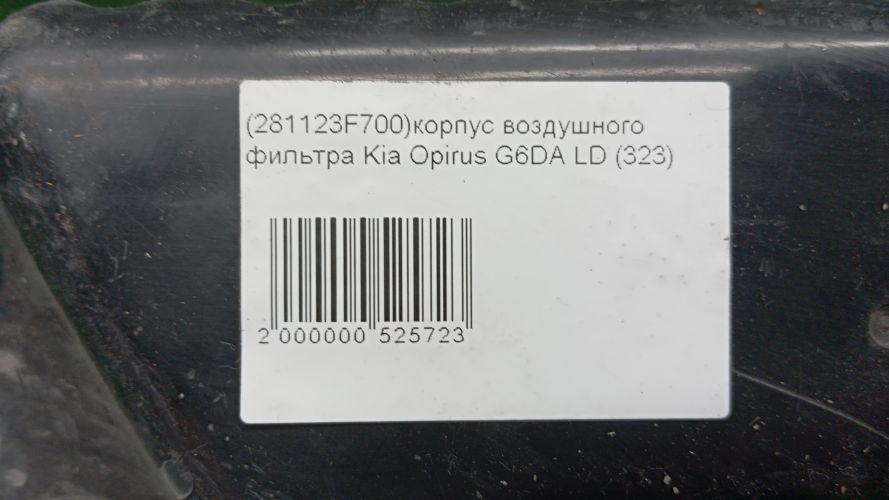 (281123F700)корпус воздушного
фильтра Kia Opirus G6DA LD (323)
2 000000 525723